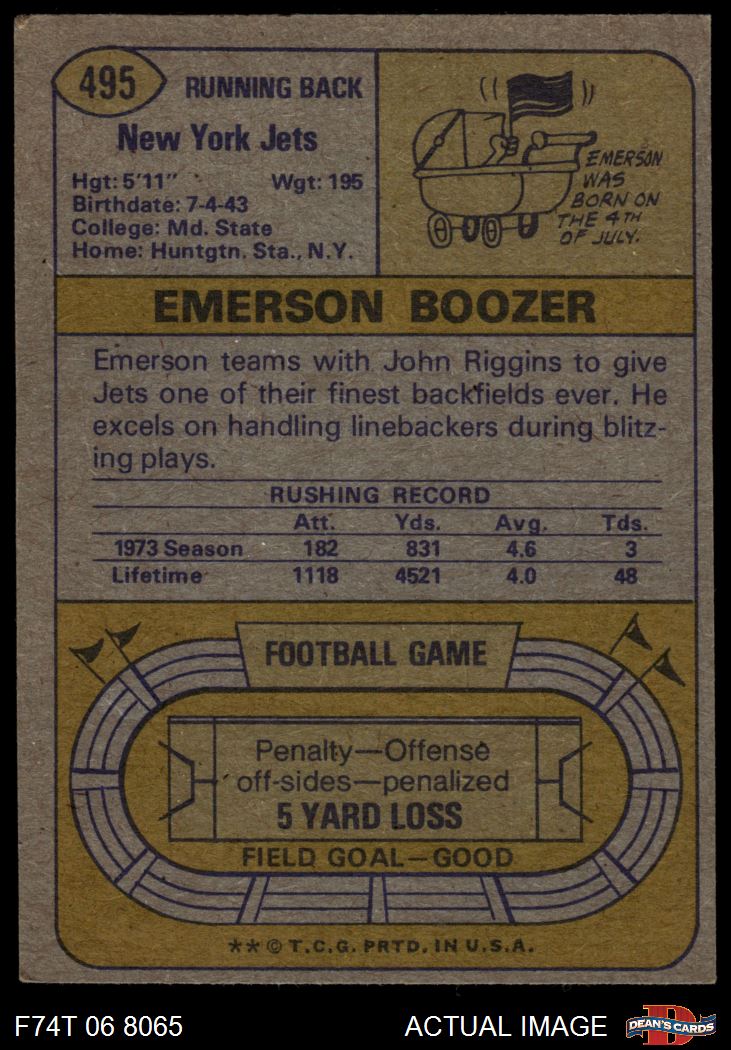 495
RUNNING BACK
New York Jets
Hgt: 5'11" Wgt: 195
Birthdate: 7-4-43
College: Md. State
Home: Huntgtn. Sta., N.Y.
EMERSON
WAS
BORN ON
THE 4TH
OF JULY.
EMERSON BOOZER
Emerson teams with John Riggins to give
Jets one of their finest backfields ever. He
excels on handling linebackers during blitz-
ing plays.
RUSHING RECORD
Att. Yds. Avg. Tds.
1973 Season 182 831 4.6 3
Lifetime 1118 4521 4.0 48
FOOTBALL GAME
Penalty—Offense
off-sides—penalized
5 YARD LOSS
FIELD GOAL—GOOD
**© T.C.G. PRTD. IN U.S.A.
F74T 06 8065 ACTUAL IMAGE D DEAN'S CARDS